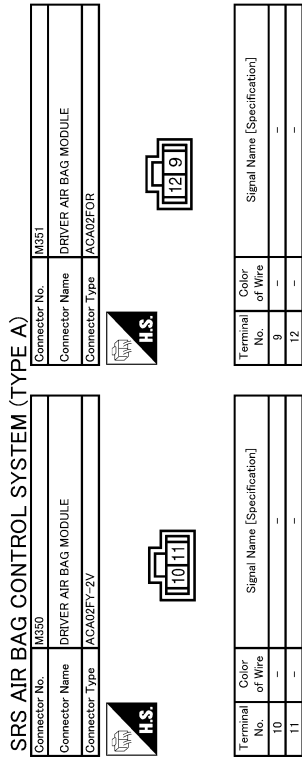 SRS AIR BAG CONTROL SYSTEM (TYPE A)
Connector No. M350
Connector Name DRIVER AIR BAG MODULE
Connector Type ACA02FY-2V
H.S.
10 11
Terminal No. Color of Wire Signal Name [Specification]
10 - -
11 - -
Connector No. M351
Connector Name DRIVER AIR BAG MODULE
Connector Type ACA02FOR
H.S.
12 9
Terminal No. Color of Wire Signal Name [Specification]
9 - -
12 - -